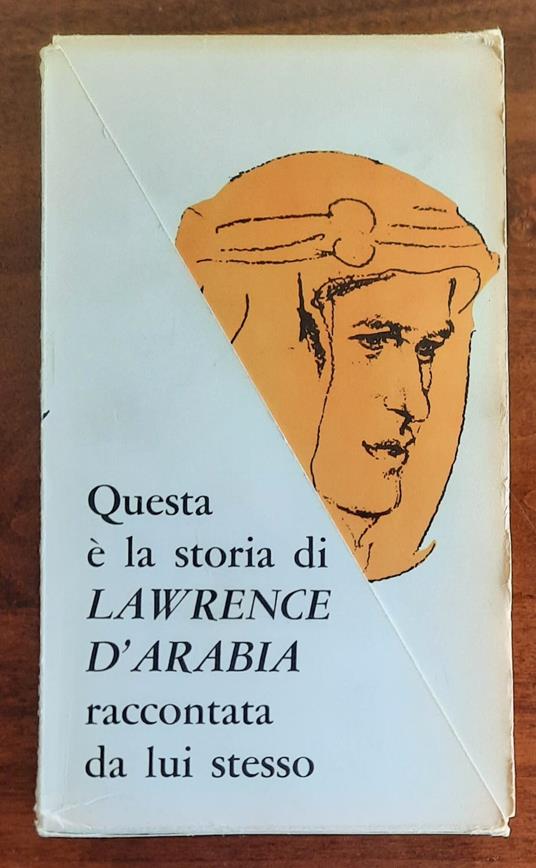 Questa
è la storia di
LAWRENCE
D'ARABIA
raccontata
da lui stesso